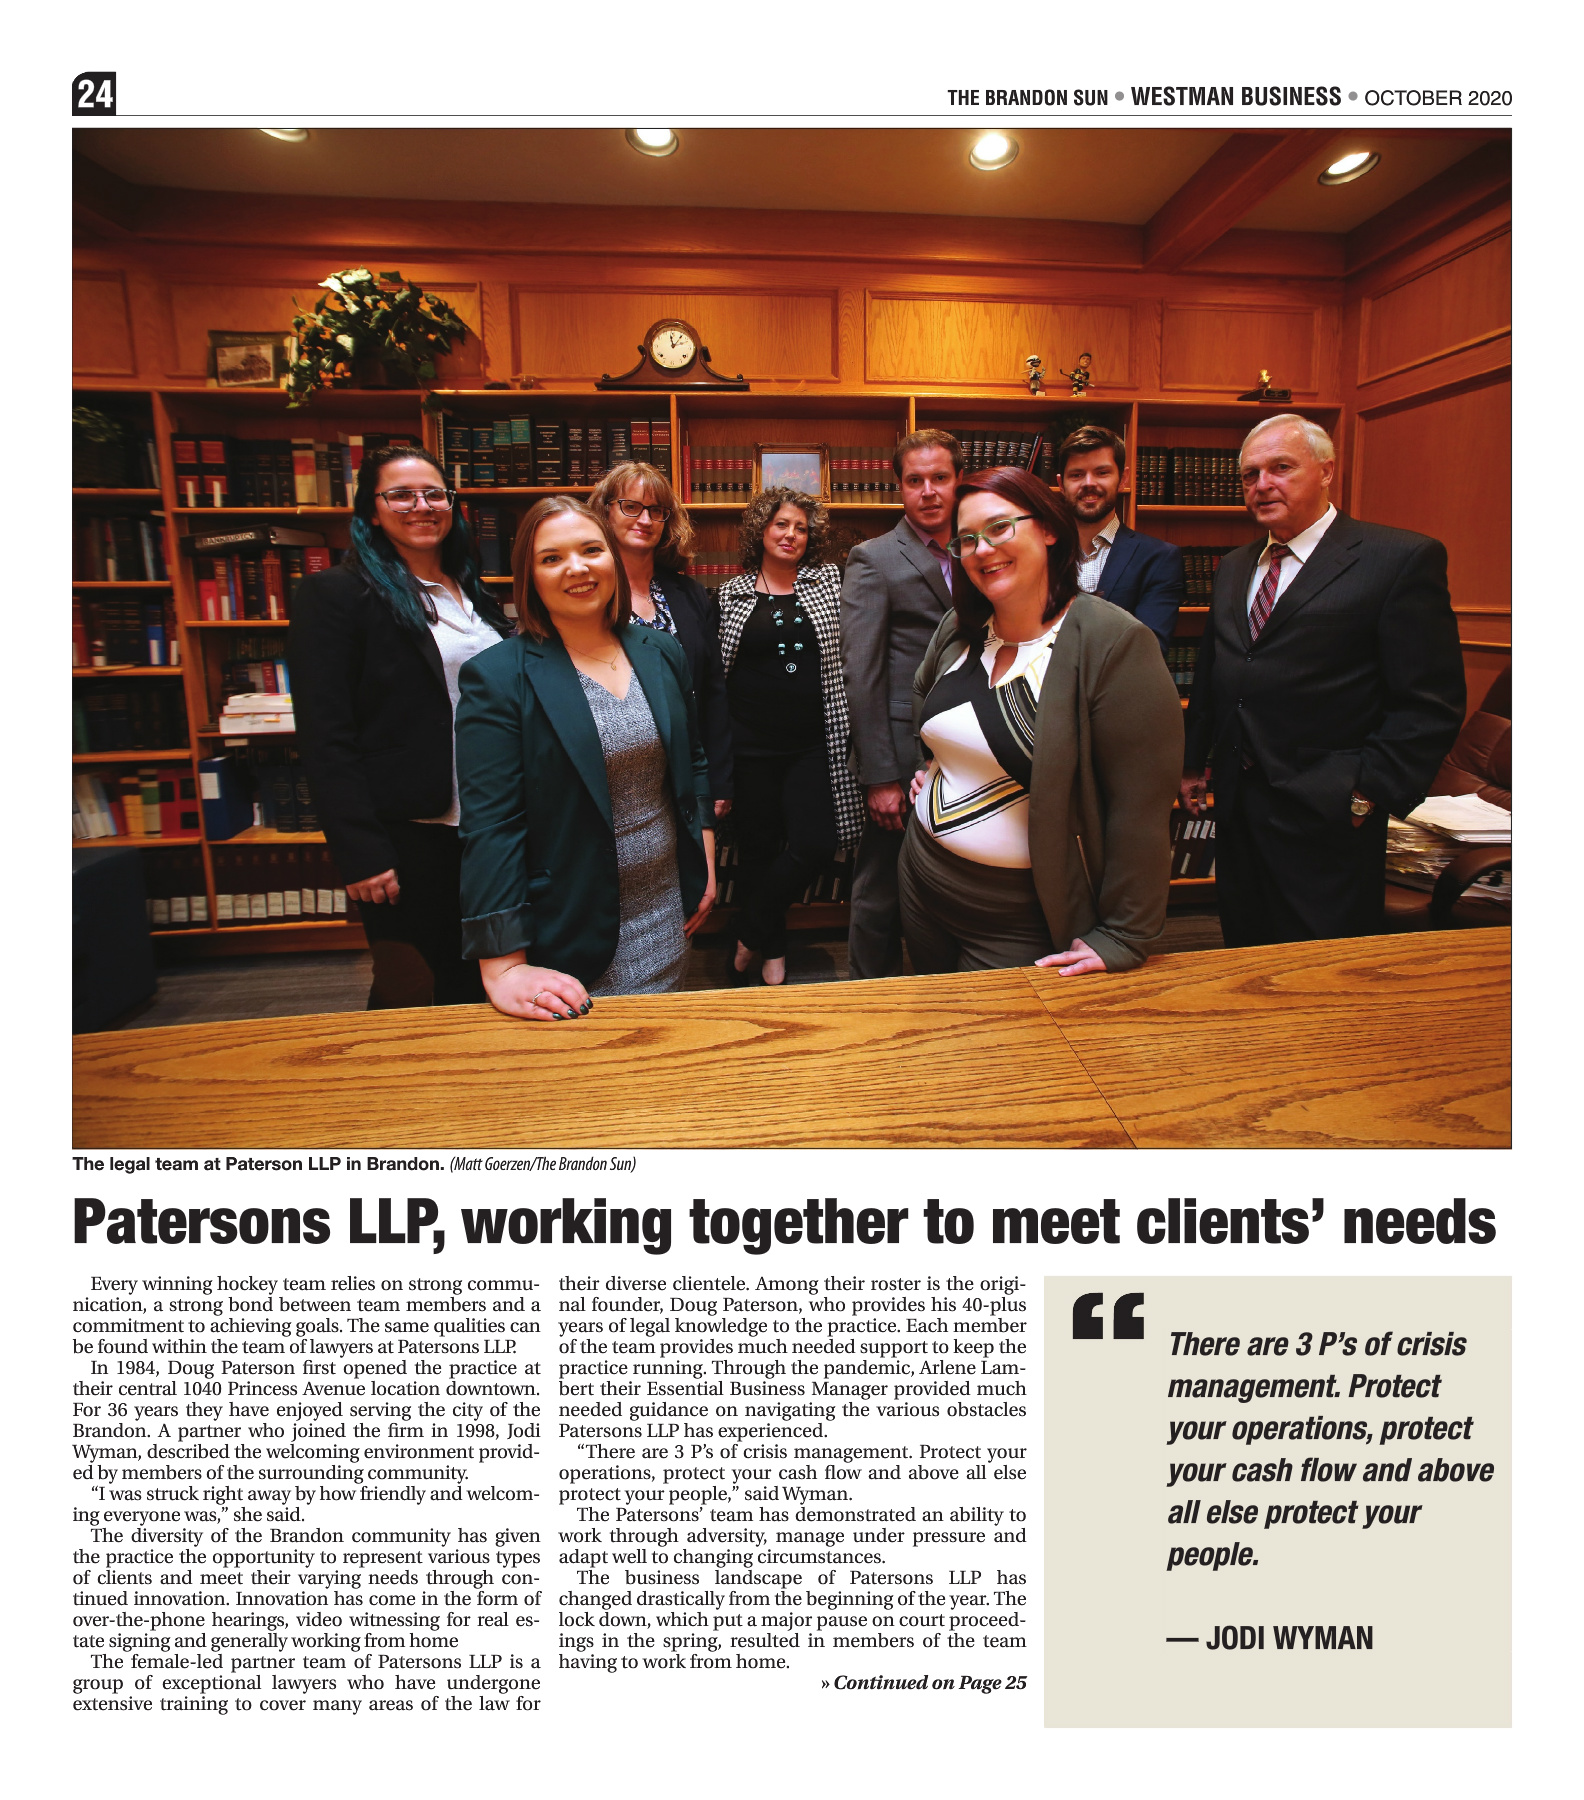 24
THE BRANDON SUN • WESTMAN BUSINESS • OCTOBER 2020
The legal team at Paterson LLP in Brandon. (Matt Goerzen/The Brandon Sun)
Patersons LLP, working together to meet clients’ needs
Every winning hockey team relies on strong commu-
nication, a strong bond between team members and a
commitment to achieving goals. The same qualities can
be found within the team of lawyers at Patersons LLP.
In 1984, Doug Paterson first opened the practice at
their central 1040 Princess Avenue location downtown.
For 36 years they have enjoyed serving the city of the
Brandon. A partner who joined the firm in 1998, Jodi
Wyman, described the welcoming environment provid-
ed by members of the surrounding community.
“I was struck right away by how friendly and welcom-
ing everyone was,” she said.
The diversity of the Brandon community has given
the practice the opportunity to represent various types
of clients and meet their varying needs through con-
tinued innovation. Innovation has come in the form of
over-the-phone hearings, video witnessing for real es-
tate signing and generally working from home
The female-led partner team of Patersons LLP is a
group of exceptional lawyers who have undergone
extensive training to cover many areas of the law for
their diverse clientele. Among their roster is the origi-
nal founder, Doug Paterson, who provides his 40-plus
years of legal knowledge to the practice. Each member
of the team provides much needed support to keep the
practice running. Through the pandemic, Arlene Lam-
bert their Essential Business Manager provided much
needed guidance on navigating the various obstacles
Patersons LLP has experienced.
“There are 3 P’s of crisis management. Protect your
operations, protect your cash flow and above all else
protect your people,” said Wyman.
The Patersons’ team has demonstrated an ability to
work through adversity, manage under pressure and
adapt well to changing circumstances.
The business landscape of Patersons LLP has
changed drastically from the beginning of the year. The
lock down, which put a major pause on court proceed-
ings in the spring, resulted in members of the team
having to work from home.
» Continued on Page 25
“
There are 3 P’s of crisis
management. Protect
your operations, protect
your cash flow and above
all else protect your
people.
— JODI WYMAN